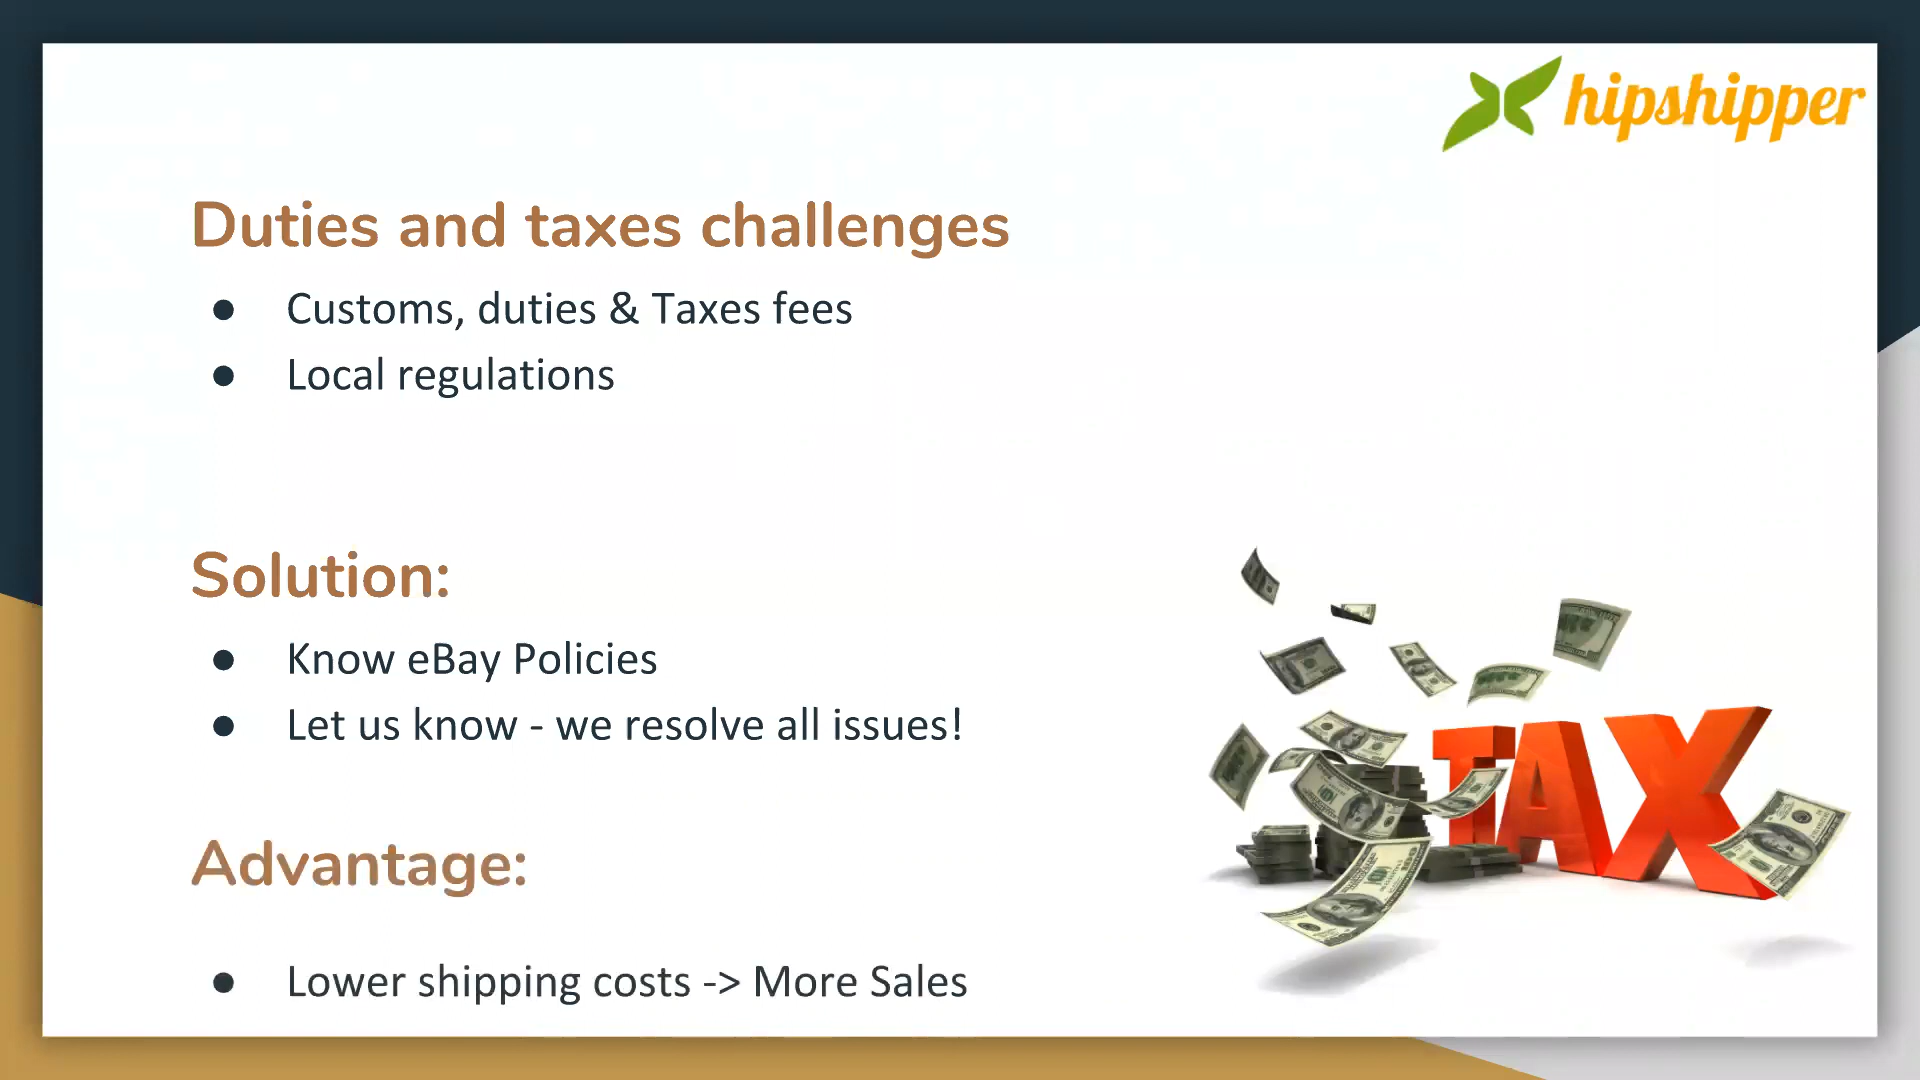 hipshipper
Duties and taxes challenges
● Customs, duties & Taxes fees
● Local regulations
Solution:
● Know eBay Policies
● Let us know - we resolve all issues!
TAX
Advantage:
● Lower shipping costs -> More Sales